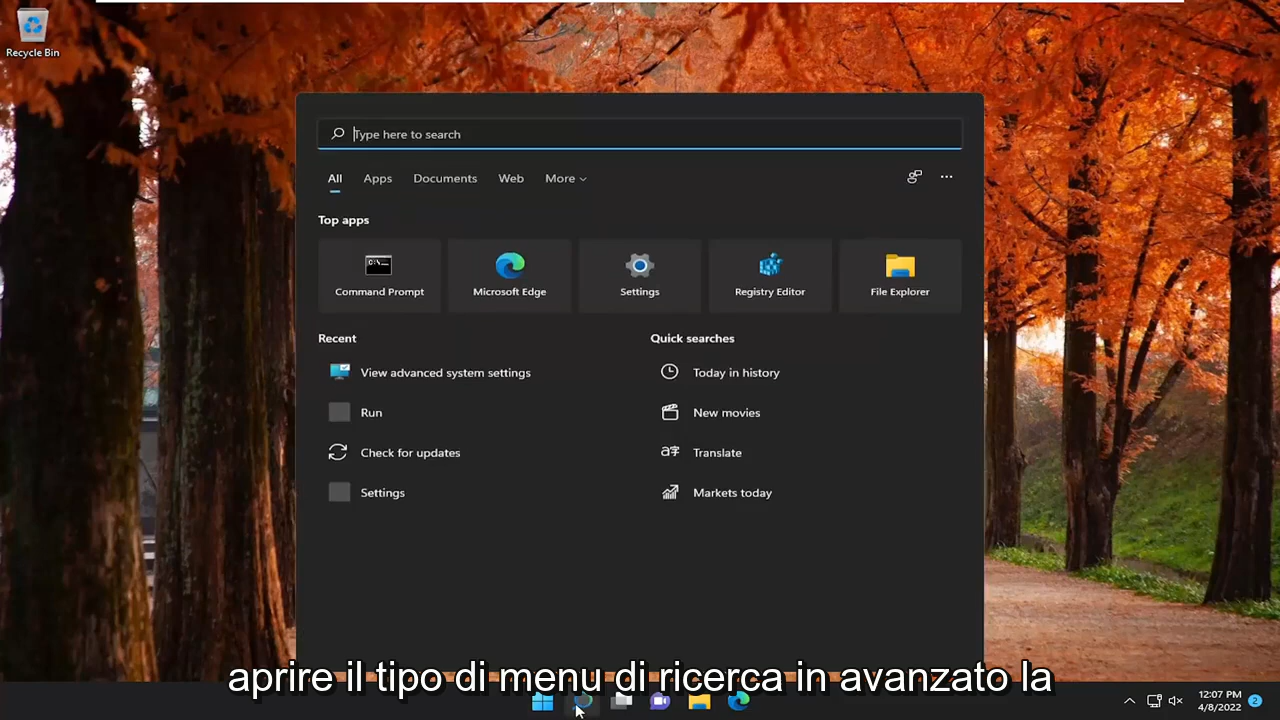 Recycle Bin
Type here to search
All Apps Documents Web More
Top apps
Command Prompt Microsoft Edge Settings Registry Editor File Explorer
Recent Quick searches
View advanced system settings Today in history
Run New movies
Check for updates Translate
Settings Markets today
aprire il tipo di menu di ricerca in avanzato la
12:07 PM
4/8/2022 2